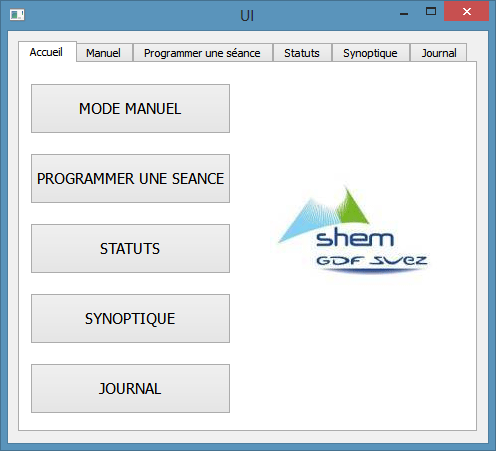 UI
Accueil Manuel Programmer une séance Statuts Synoptique Journal
MODE MANUEL
PROGRAMMER UNE SEANCE
STATUTS
SYNOPTIQUE
JOURNAL
shem
GDF SUEZ